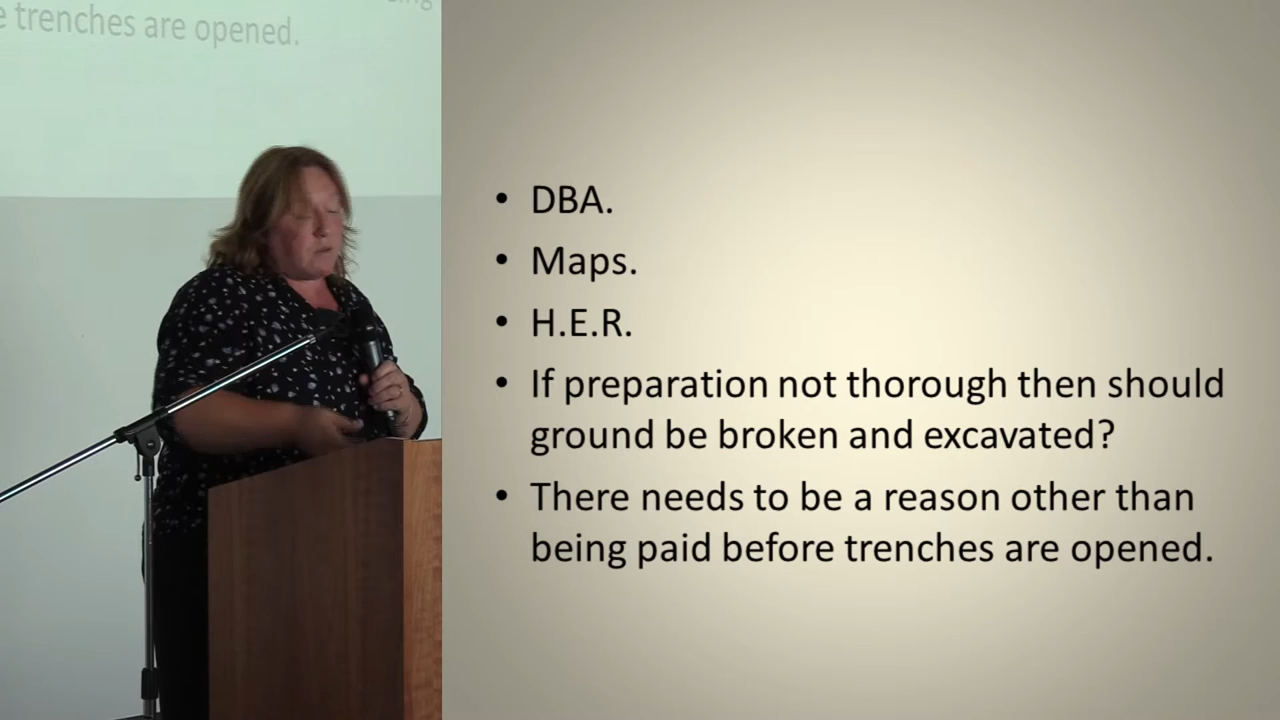 e trenches are opened.
• DBA.
• Maps.
• H.E.R.
• If preparation not thorough then should
ground be broken and excavated?
• There needs to be a reason other than
being paid before trenches are opened.